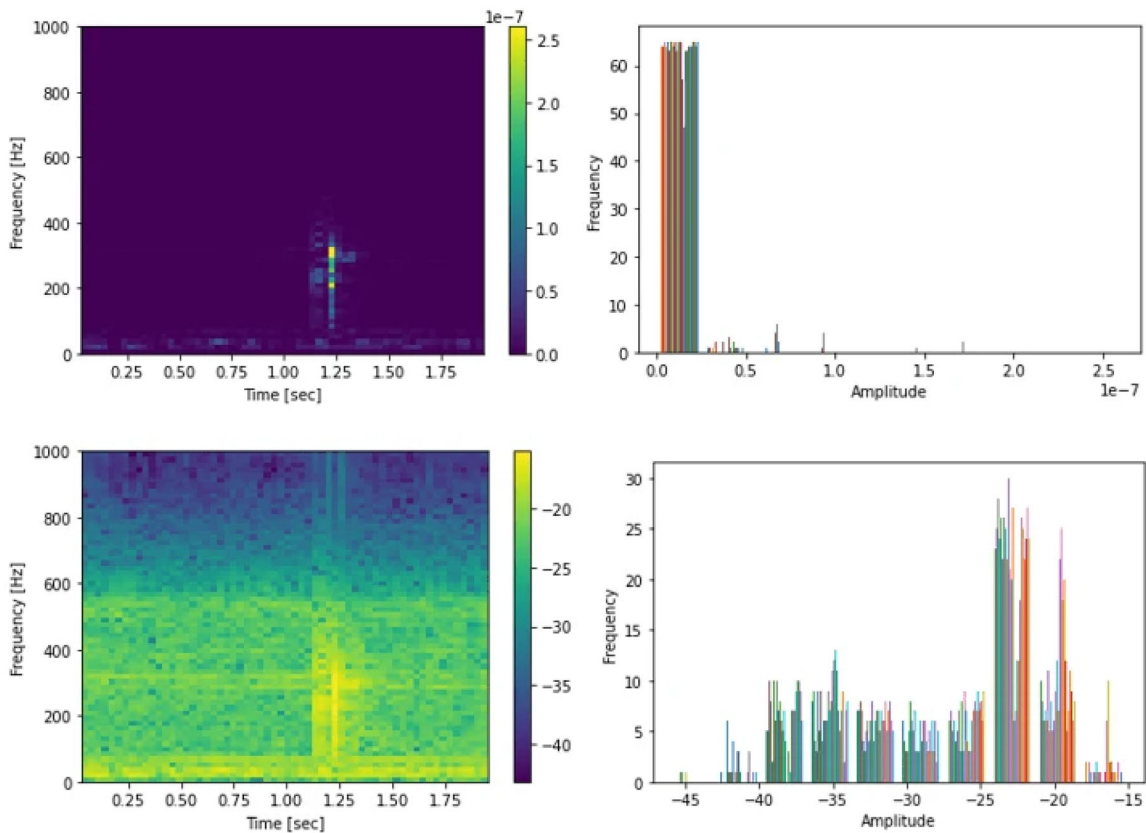 1e−7
1000
800
600
400
200
0
Frequency [Hz]
0.25 0.50 0.75 1.00 1.25 1.50 1.75
Time [sec]
2.5
2.0
1.5
1.0
0.5
0.0
60
50
40
30
20
10
0
Frequency
0.0 0.5 1.0 1.5 2.0 2.5
Amplitude
1e−7
1000
800
600
400
200
0
Frequency [Hz]
0.25 0.50 0.75 1.00 1.25 1.50 1.75
Time [sec]
−20
−25
−30
−35
−40
30
25
20
15
10
5
0
Frequency
−45 −40 −35 −30 −25 −20 −15
Amplitude